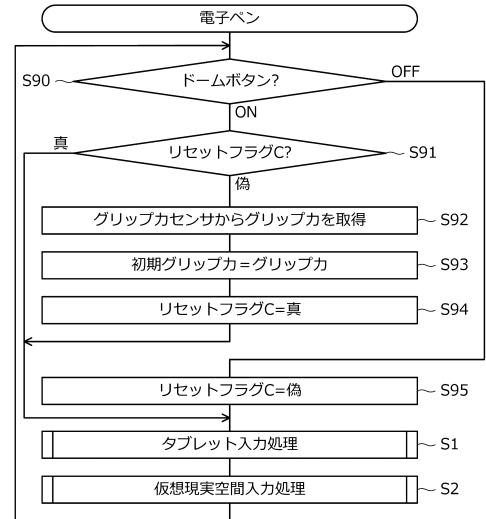 電子ペン
S90
ドームボタン?
OFF
ON
真
リセットフラグC?
S91
偽
グリップ力センサからグリップ力を取得
S92
初期グリップ力=グリップ力
S93
リセットフラグC=真
S94
リセットフラグC=偽
S95
タブレット入力処理
S1
仮想現実空間入力処理
S2